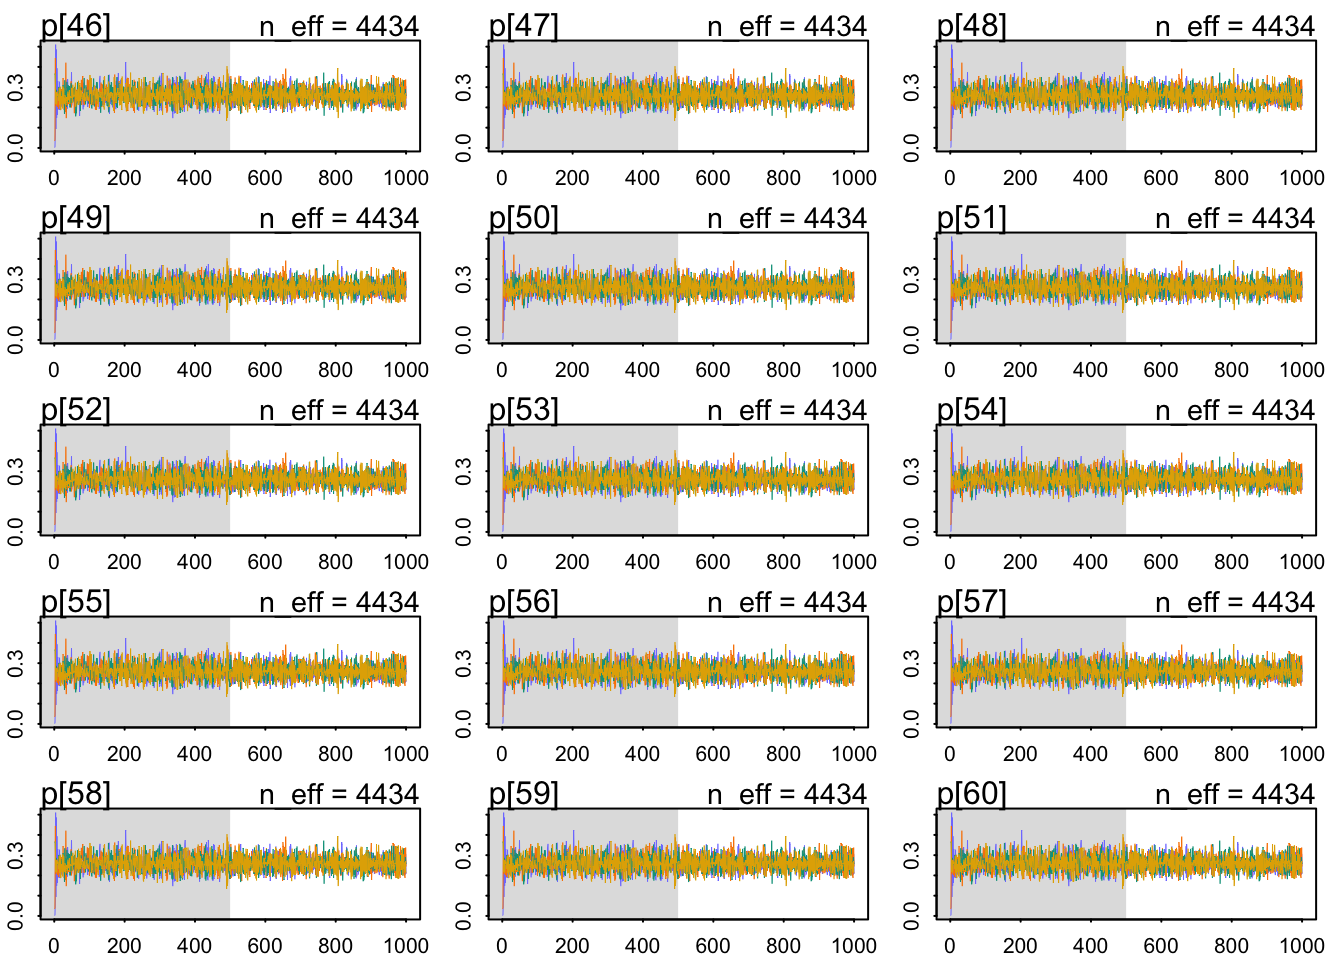 p[46] n_eff = 4434 p[47] n_eff = 4434 p[48] n_eff = 4434
0.0 0.3 0.0 0.3 0.0 0.3
0 200 400 600 800 1000 0 200 400 600 800 1000 0 200 400 600 800 1000
p[49] n_eff = 4434 p[50] n_eff = 4434 p[51] n_eff = 4434
0.0 0.3 0.0 0.3 0.0 0.3
0 200 400 600 800 1000 0 200 400 600 800 1000 0 200 400 600 800 1000
p[52] n_eff = 4434 p[53] n_eff = 4434 p[54] n_eff = 4434
0.0 0.3 0.0 0.3 0.0 0.3
0 200 400 600 800 1000 0 200 400 600 800 1000 0 200 400 600 800 1000
p[55] n_eff = 4434 p[56] n_eff = 4434 p[57] n_eff = 4434
0.0 0.3 0.0 0.3 0.0 0.3
0 200 400 600 800 1000 0 200 400 600 800 1000 0 200 400 600 800 1000
p[58] n_eff = 4434 p[59] n_eff = 4434 p[60] n_eff = 4434
0.0 0.3 0.0 0.3 0.0 0.3
0 200 400 600 800 1000 0 200 400 600 800 1000 0 200 400 600 800 1000